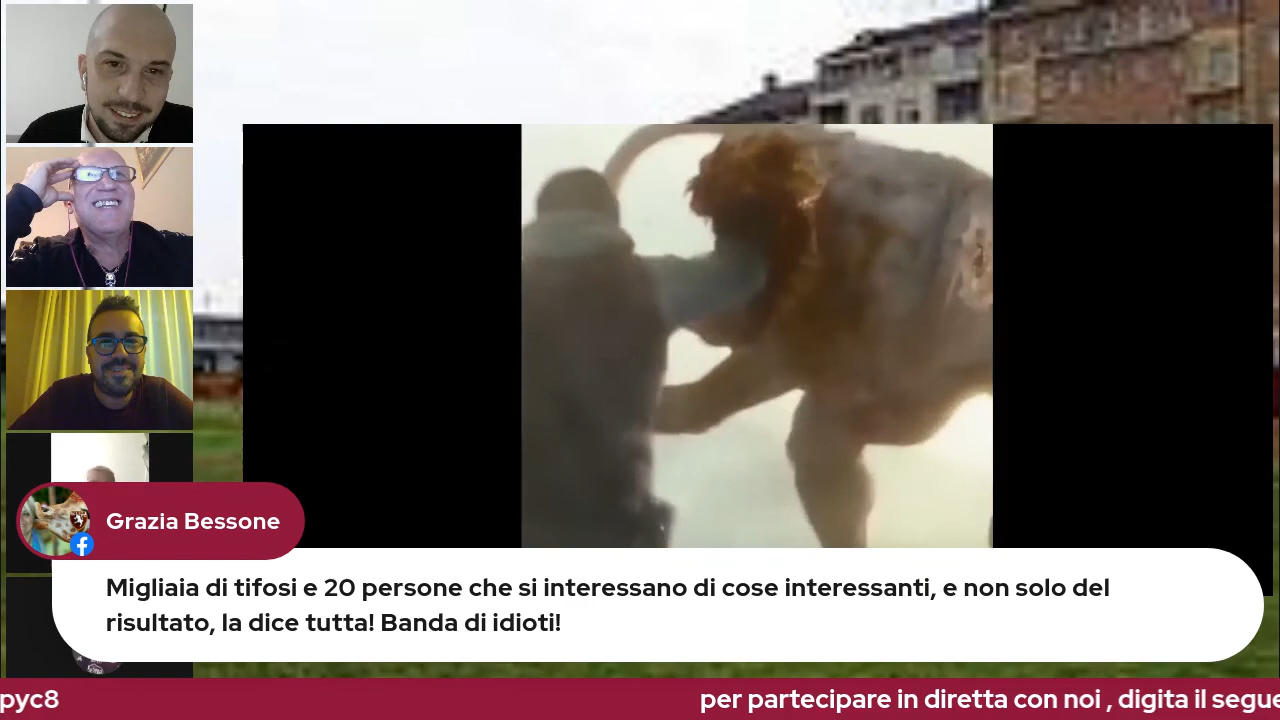 Grazia Bessone
Migliaia di tifosi e 20 persone che si interessano di cose interessanti, e non solo del
risultato, la dice tutta! Banda di idioti!
pyc8 per partecipare in diretta con noi , digita il segue